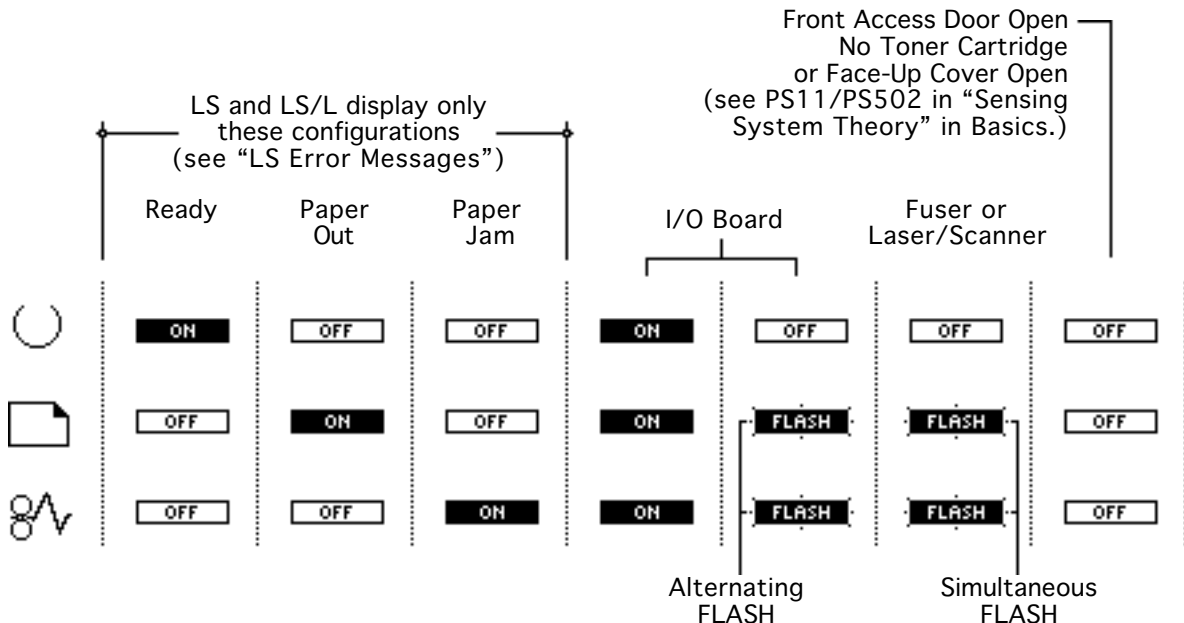 Front Access Door Open
No Toner Cartridge
or Face-Up Cover Open
(see PS11/PS502 in “Sensing
System Theory” in Basics.)
LS and LS/L display only
these configurations
(see “LS Error Messages”)
Ready
Paper
Out
Paper
Jam
I/O Board
Fuser or
Laser/Scanner
ON OFF OFF ON OFF OFF OFF
OFF ON OFF ON FLASH FLASH OFF
OFF OFF ON ON FLASH FLASH OFF
Alternating
FLASH
Simultaneous
FLASH